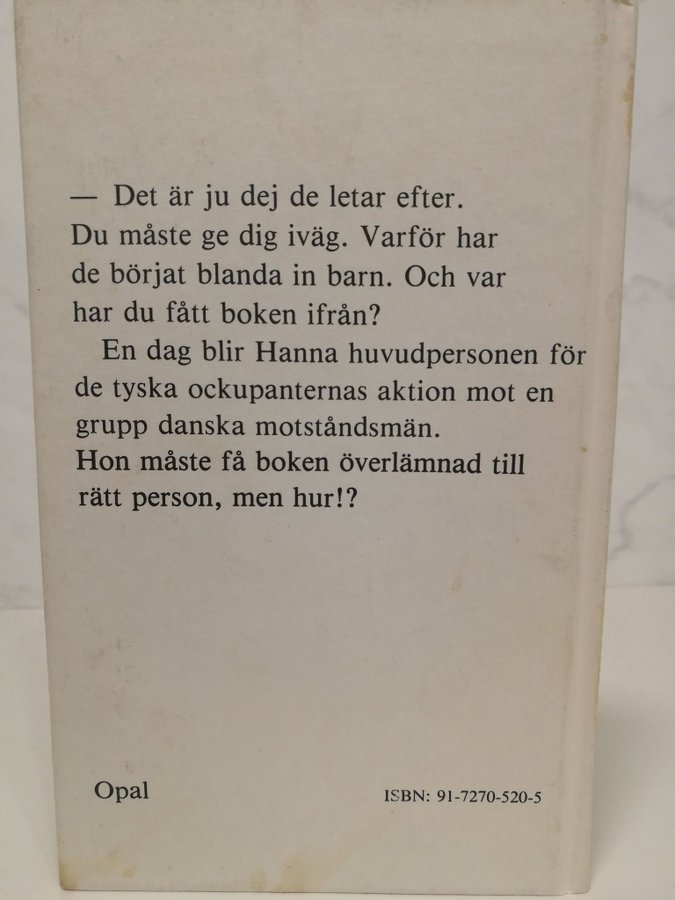 — Det är ju dej de letar efter.
Du måste ge dig iväg. Varför har
de börjat blanda in barn. Och var
har du fått boken ifrån?
En dag blir Hanna huvudpersonen för
de tyska ockupanternas aktion mot en
grupp danska motståndsmän.
Hon måste få boken överlämnad till
rätt person, men hur!?
Opal
ISBN: 91-7270-520-5